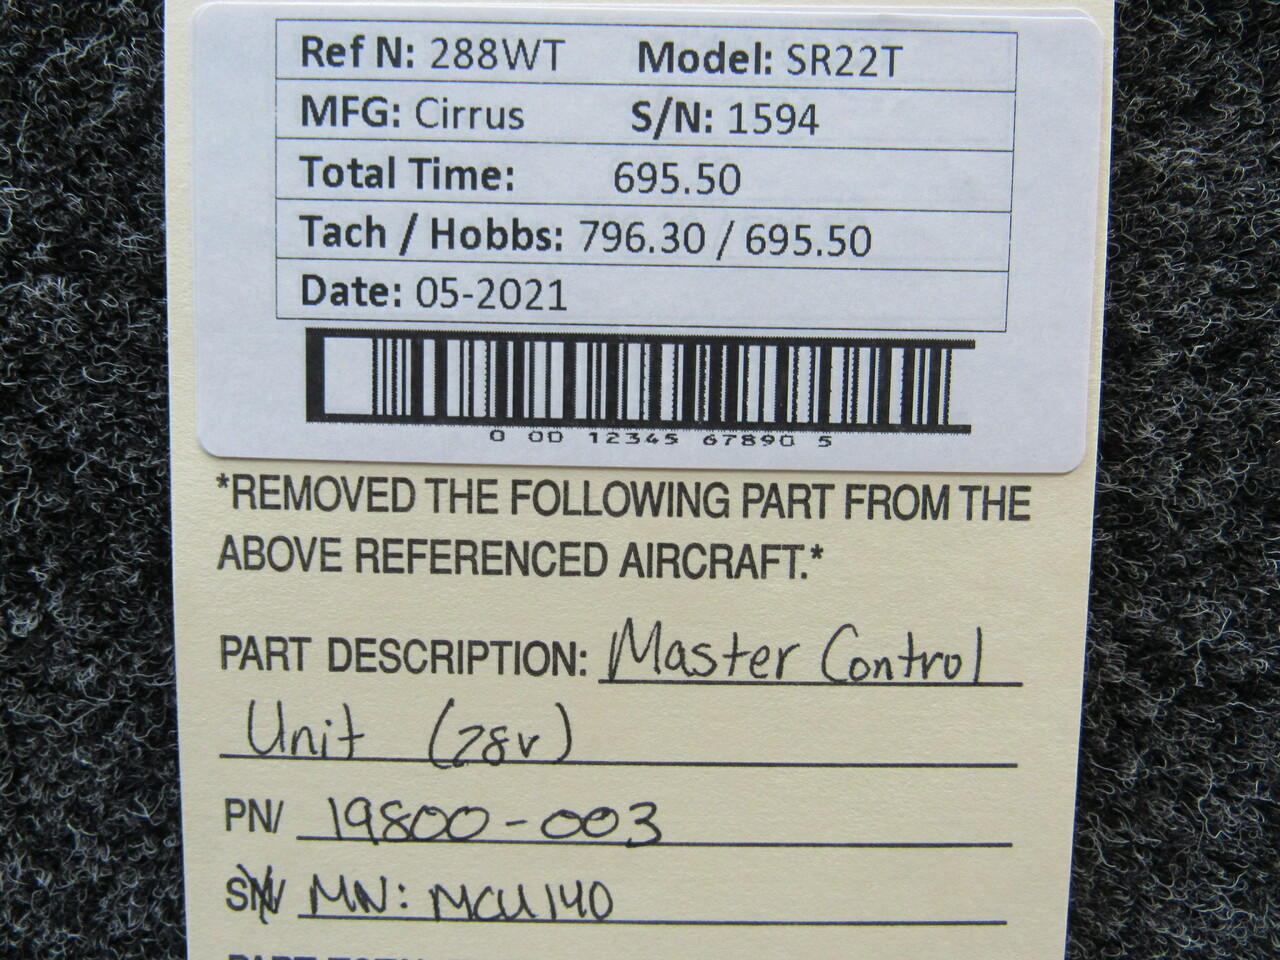 Ref N: 288WT Model: SR22T
MFG: Cirrus S/N: 1594
Total Time: 695.50
Tach / Hobbs: 796.30 / 695.50
Date: 05-2021
0 00 12345 67890 5
*REMOVED THE FOLLOWING PART FROM THE
ABOVE REFERENCED AIRCRAFT.*
PART DESCRIPTION: Master Control
Unit (28v)
PN/ 19800-003
SN/ MN: MCU140